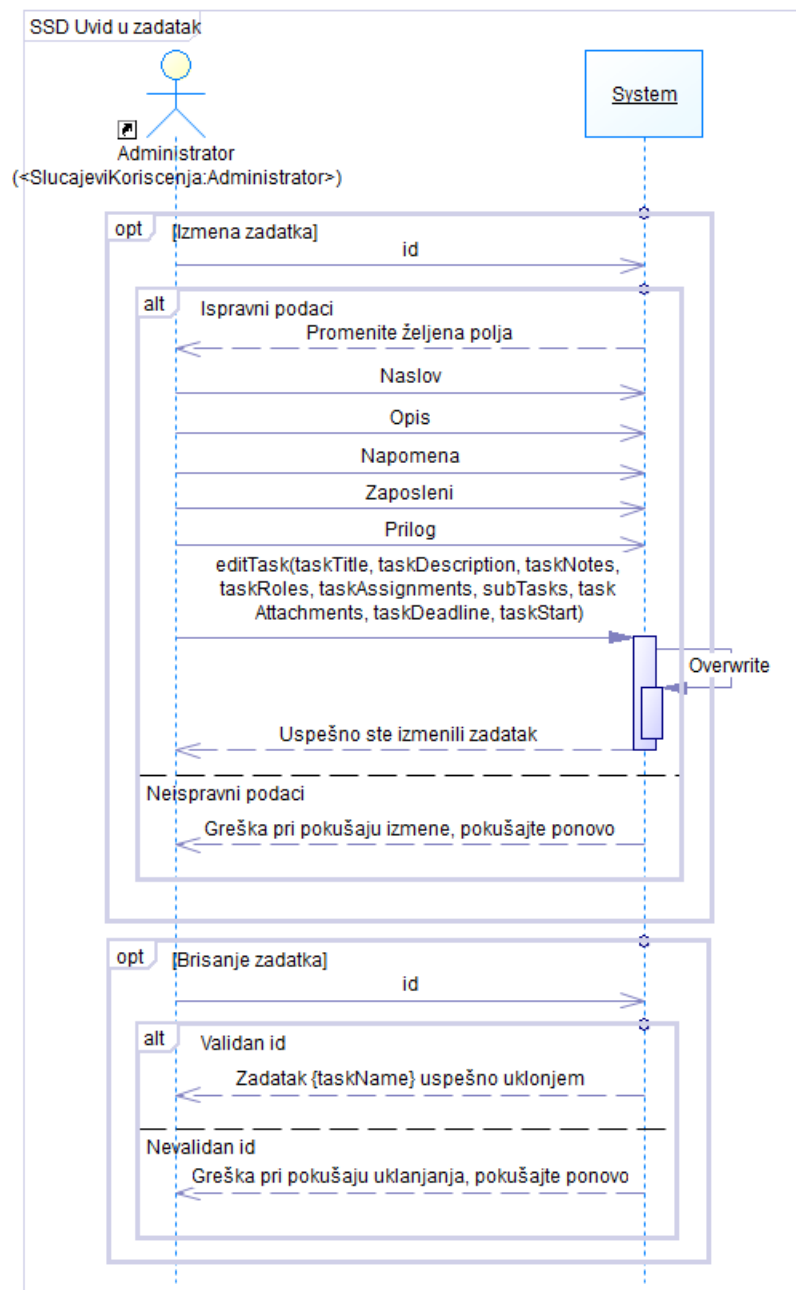 SSD Uvid u zadatak
System
Administrator
(<SlucajeviKoriscenja:Administrator>)
opt
[Izmena zadatka]
id
alt
Ispravni podaci
Promenite željena polja
Naslov
Opis
Napomena
Zaposleni
Prilog
editTask(taskTitle, taskDescription, taskNotes,
taskRoles, taskAssignments, subTasks, task
Attachments, taskDeadline, taskStart)
Overwrite
Uspešno ste izmenili zadatak
Neispravni podaci
Greška pri pokušaju izmene, pokušajte ponovo
opt
[Brisanje zadatka]
id
alt
Validan id
Zadatak {taskName} uspešno uklonjem
Nevalidan id
Greška pri pokušaju uklanjanja, pokušajte ponovo